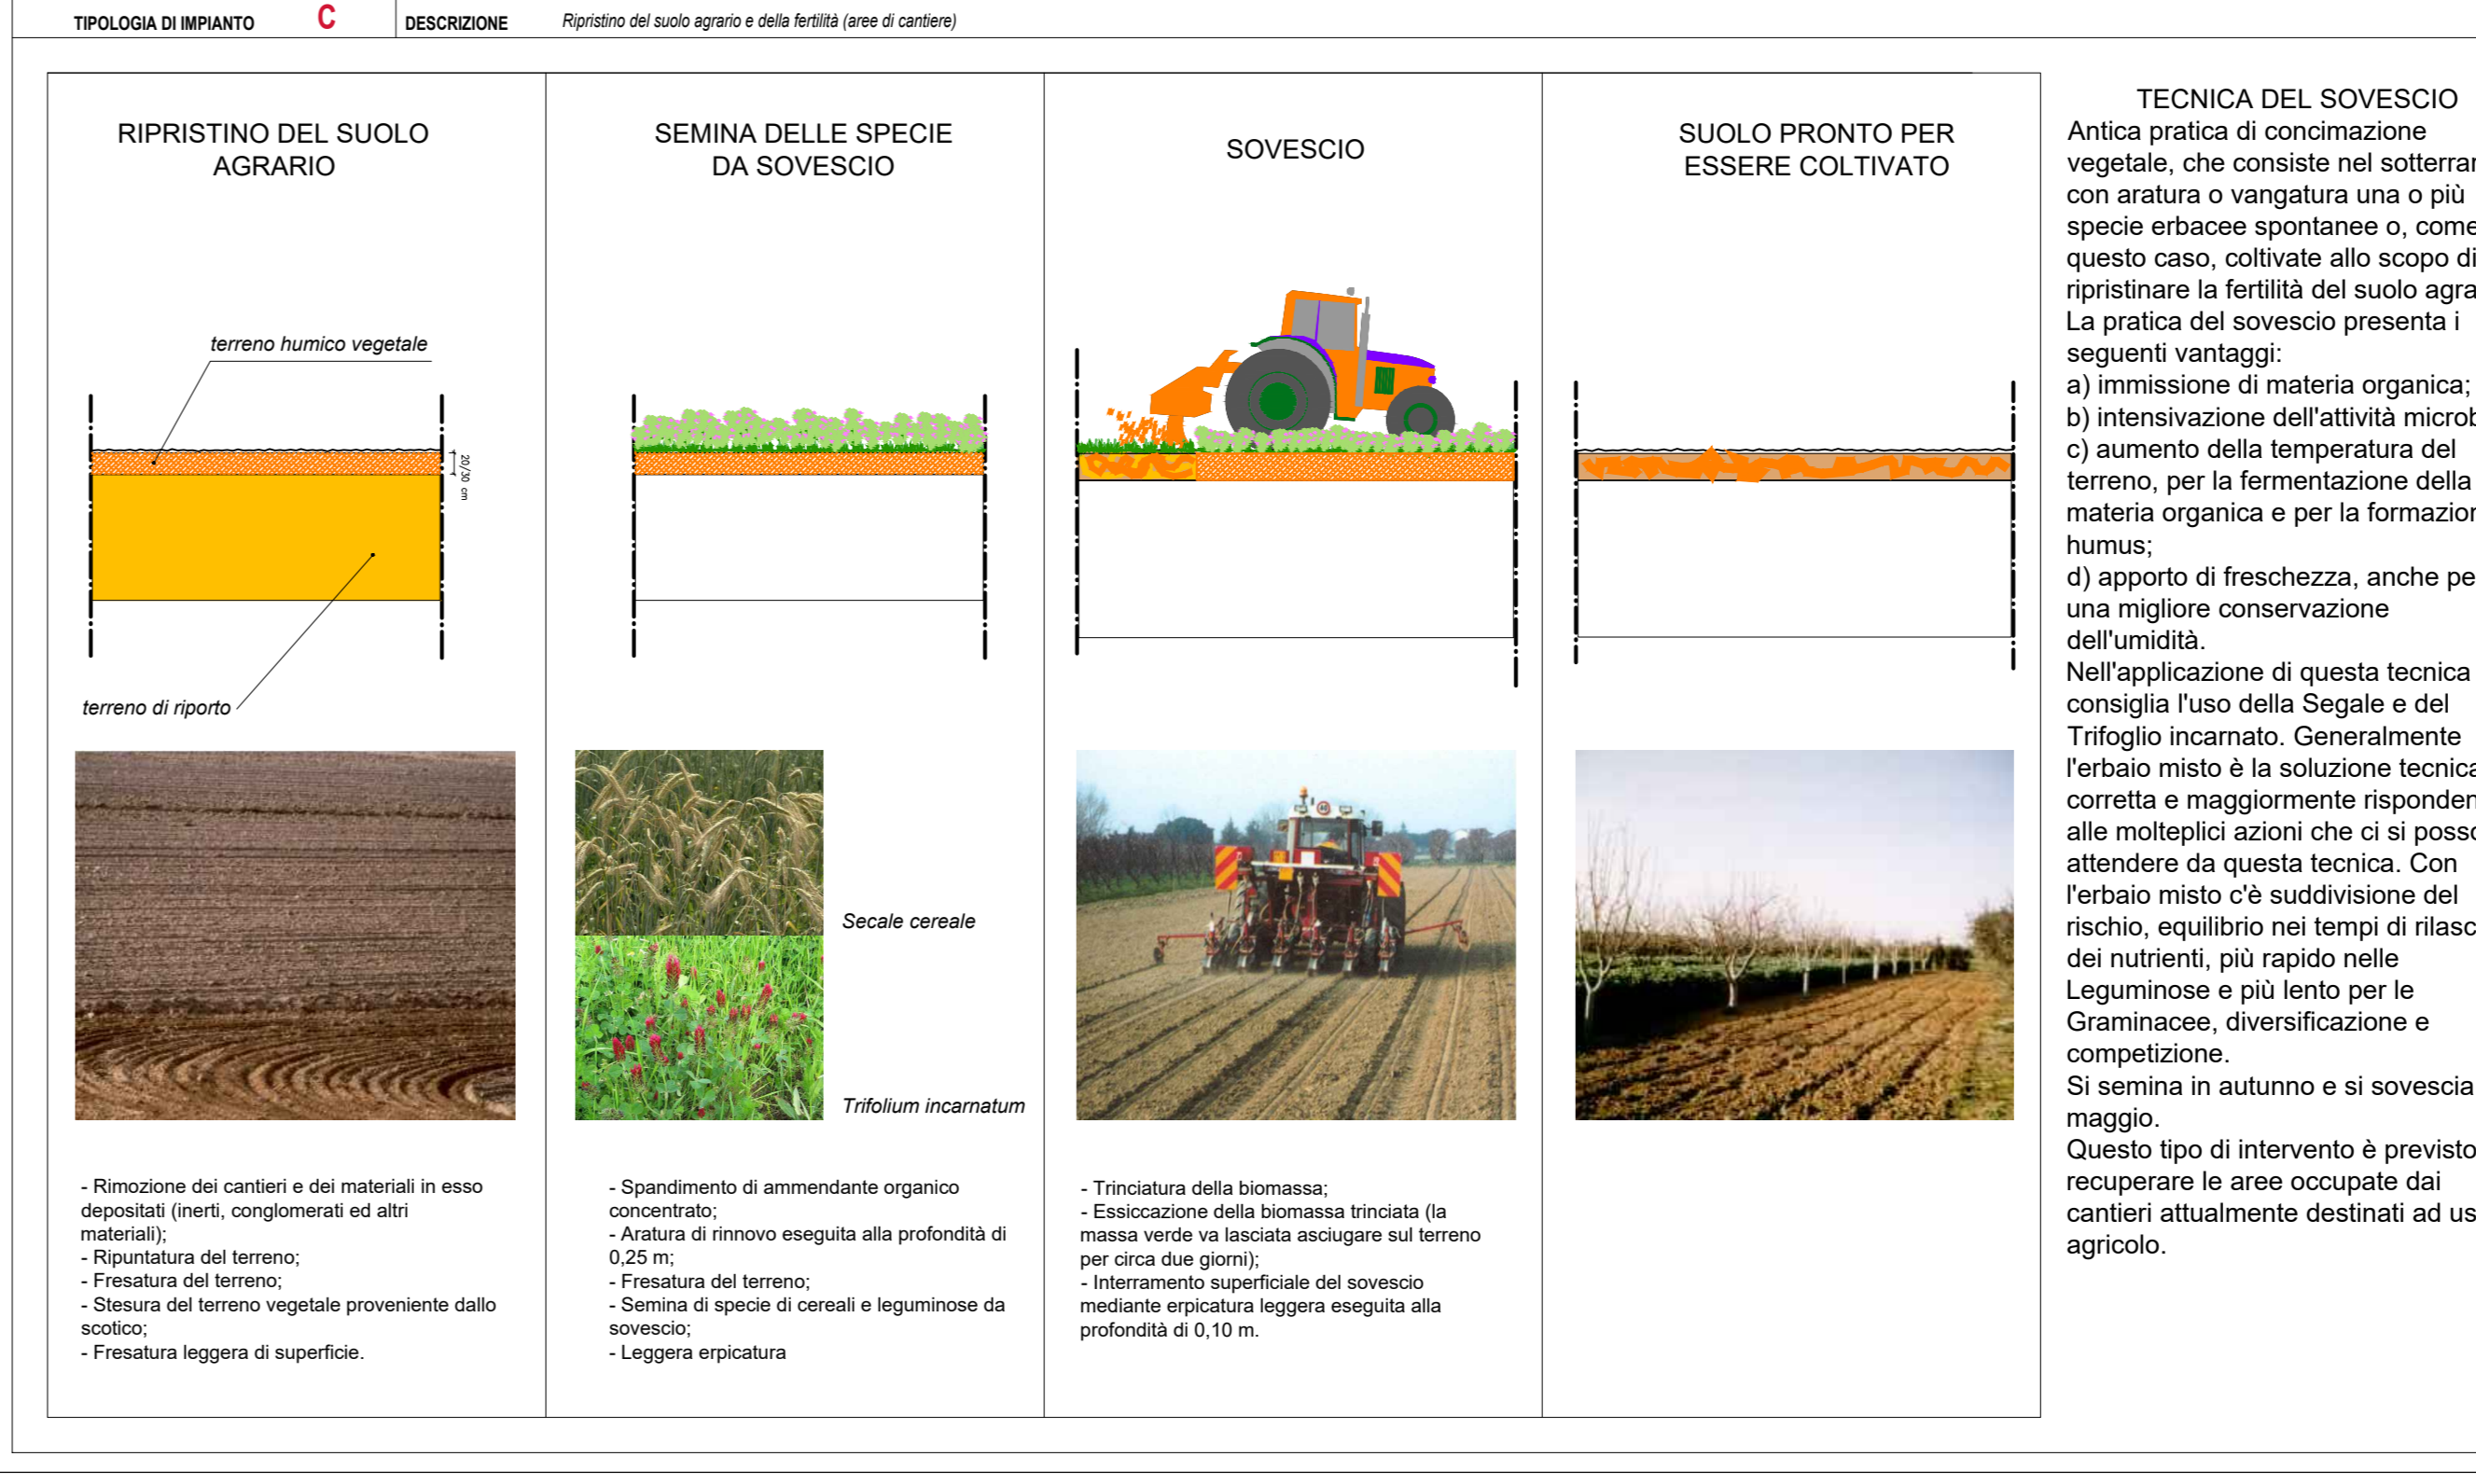 TIPOLOGIA DI IMPIANTO C DESCRIZIONE Ripristino del suolo agrario e della fertilità (aree di cantiere)
RIPRISTINO DEL SUOLO
AGRARIO
terreno humico vegetale
20/30 cm
terreno di riporto
- Rimozione dei cantieri e dei materiali in esso
depositati (inerti, conglomerati ed altri
materiali);
- Ripuntatura del terreno;
- Fresatura del terreno;
- Stesura del terreno vegetale proveniente dallo
scotico;
- Fresatura leggera di superficie.
SEMINA DELLE SPECIE
DA SOVESCIO
Secale cereale
Trifolium incarnatum
- Spandimento di ammendante organico
concentrato;
- Aratura di rinnovo eseguita alla profondità di
0,25 m;
- Fresatura del terreno;
- Semina di specie di cereali e leguminose da
sovescio;
- Leggera erpicatura
SOVESCIO
- Trinciatura della biomassa;
- Essiccazione della biomassa trinciata (la
massa verde va lasciata asciugare sul terreno
per circa due giorni);
- Interramento superficiale del sovescio
mediante erpicatura leggera eseguita alla
profondità di 0,10 m.
SUOLO PRONTO PER
ESSERE COLTIVATO
TECNICA DEL SOVESCIO
Antica pratica di concimazione
vegetale, che consiste nel
con aratura o vangatura una o più
specie erbacee spontanee o, come
questo caso, coltivate allo scopo di
ripristinare la fertilità del suolo
La pratica del sovescio presenta i
seguenti vantaggi:
a) immissione di materia organica;
b) intensivazione dell'attività
c) aumento della temperatura del
terreno, per la fermentazione della
materia organica e per la
humus;
d) apporto di freschezza, anche
una migliore conservazione
dell'umidità.
Nell'applicazione di questa tecnica
consiglia l'uso della Segale e del
Trifoglio incarnato. Generalmente
l'erbaio misto è la soluzione tecnica
corretta e maggiormente
alle molteplici azioni che ci si
attendere da questa tecnica. Con
l'erbaio misto c'è suddivisione del
rischio, equilibrio nei tempi di
dei nutrienti, più rapido nelle
Leguminose e più lento per le
Graminacee, diversificazione e
competizione.
Si semina in autunno e si sovescia
maggio.
Questo tipo di intervento è previsto
recuperare le aree occupate dai
cantieri attualmente destinati ad
agricolo.